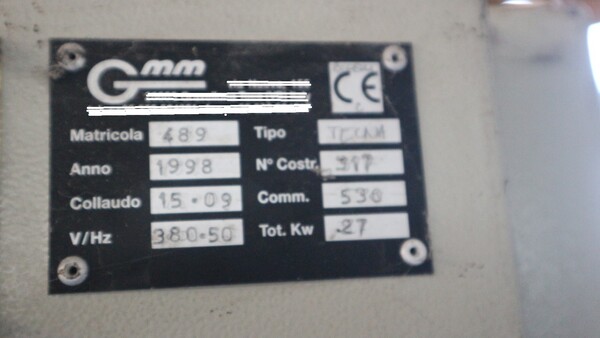 Gmm
CE
Matricola 489 Tipo
Anno 1998 N° Costr. 317
Collaudo 15·09 Comm. 530
V/Hz 380·50 Tot. Kw 27